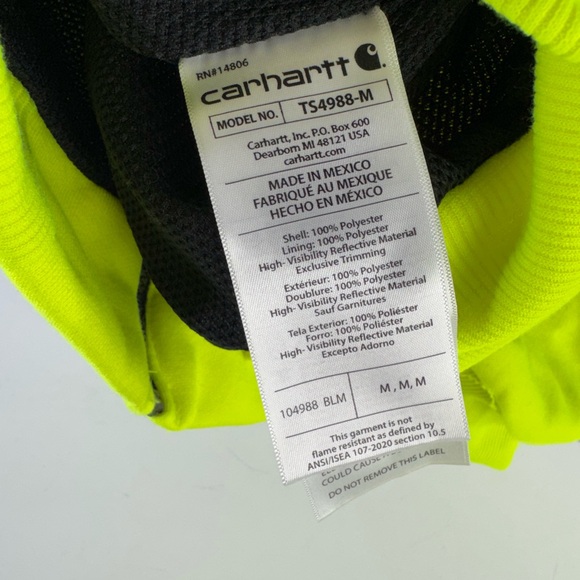 RN#14806
carhartt
MODEL NO. TS4988-M
Carhartt, Inc. P.O. Box 600
Dearborn MI 48121 USA
carhartt.com
MADE IN MEXICO
FABRIQUÉ AU MEXIQUE
HECHO EN MÉXICO
Shell: 100% Polyester
Lining: 100% Polyester
High- Visibility Reflective Material
Exclusive Trimming
Extérieur: 100% Polyester
Doublure: 100% Polyester
High- Visibility Reflective Material
Sauf Garnitures
Tela Exterior: 100% Poliéster
Forro: 100% Poliéster
High- Visibility Reflective Material
Excepto Adorno
104988 BLM M , M, M
This garment is not
flame resistant as defined by
ANSI/ISEA 107-2020 section 10.5
COULD CAUSE
DO NOT REMOVE THIS LABEL